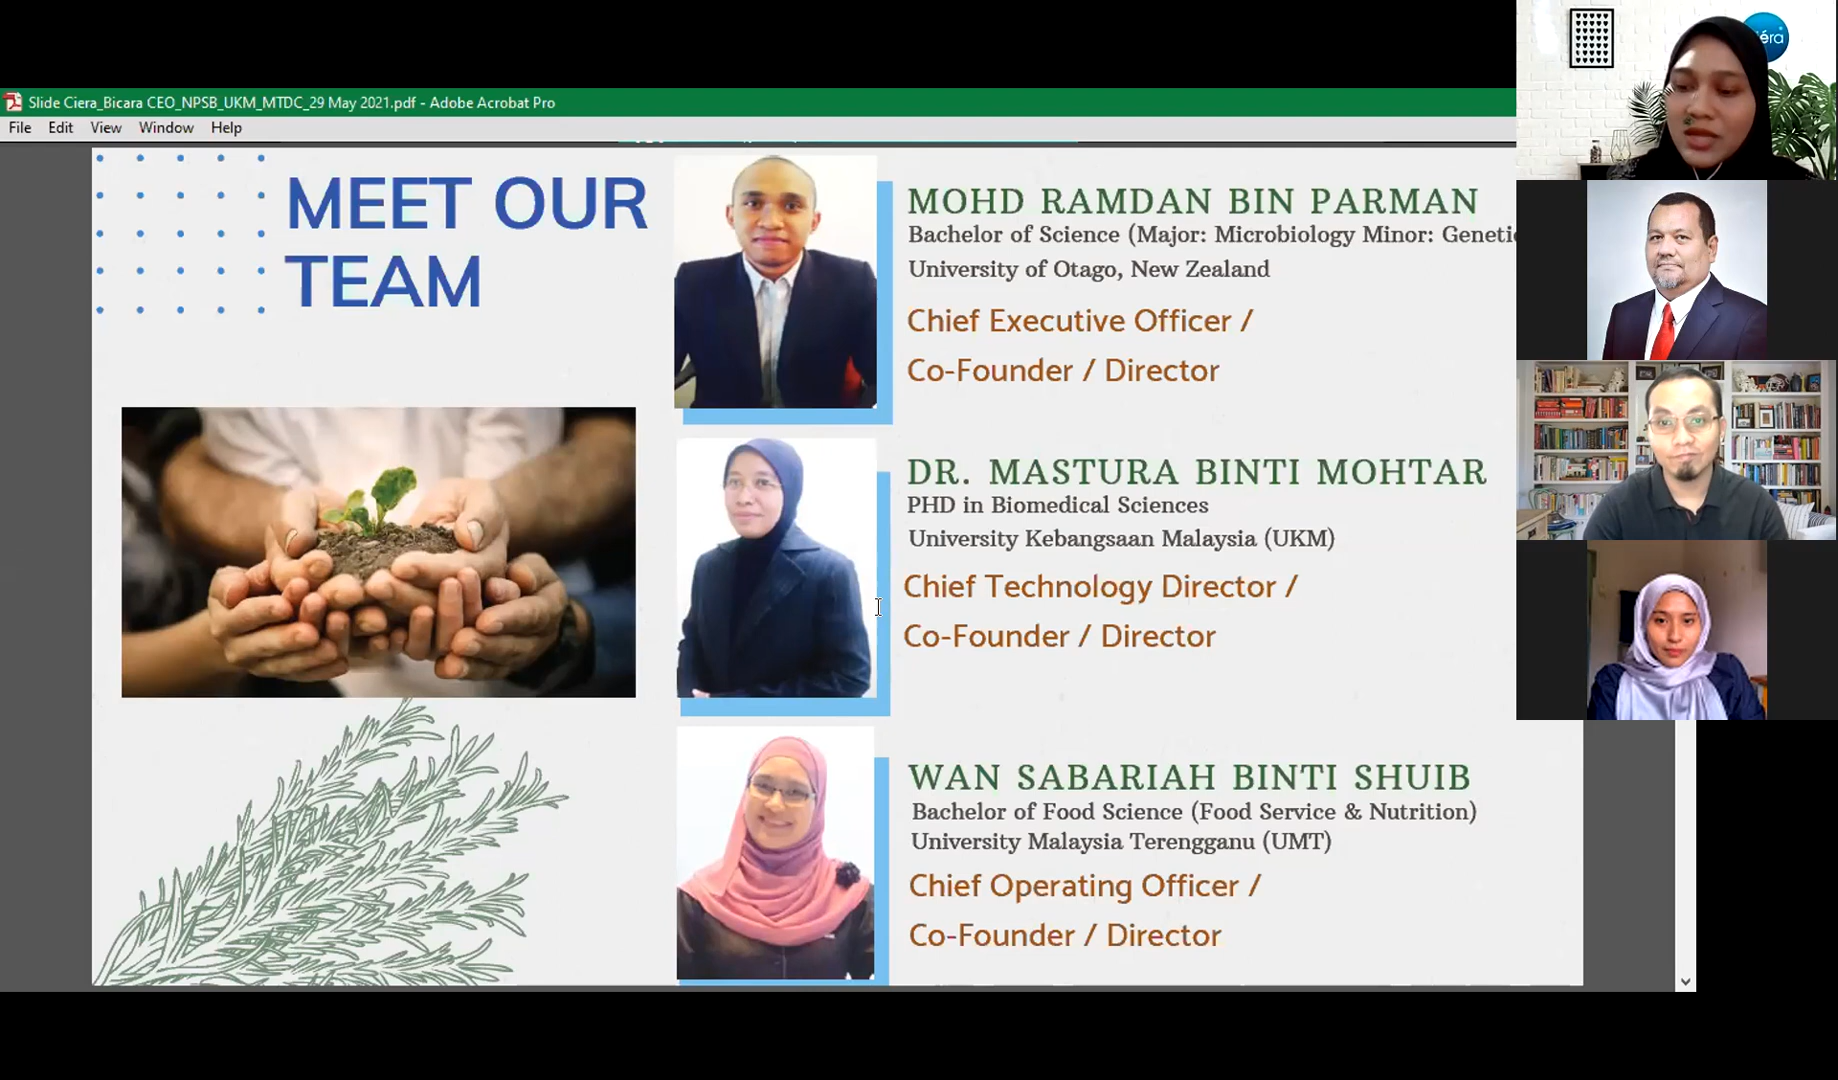 Slide Ciera_Bicara CEO_NPSB_UKM_MTDC_29 May 2021.pdf - Adobe Acrobat Pro
File Edit View Window Help
MEET OUR
TEAM
MOHD RAMDAN BIN PARMAN
Bachelor of Science (Major: Microbiology Minor: Genetic
University of Otago, New Zealand
Chief Executive Officer /
Co-Founder / Director
DR. MASTURA BINTI MOHTAR
PHD in Biomedical Sciences
University Kebangsaan Malaysia (UKM)
Chief Technology Director /
Co-Founder / Director
WAN SABARIAH BINTI SHUIB
Bachelor of Food Science (Food Service & Nutrition)
University Malaysia Terengganu (UMT)
Chief Operating Officer /
Co-Founder / Director
éra